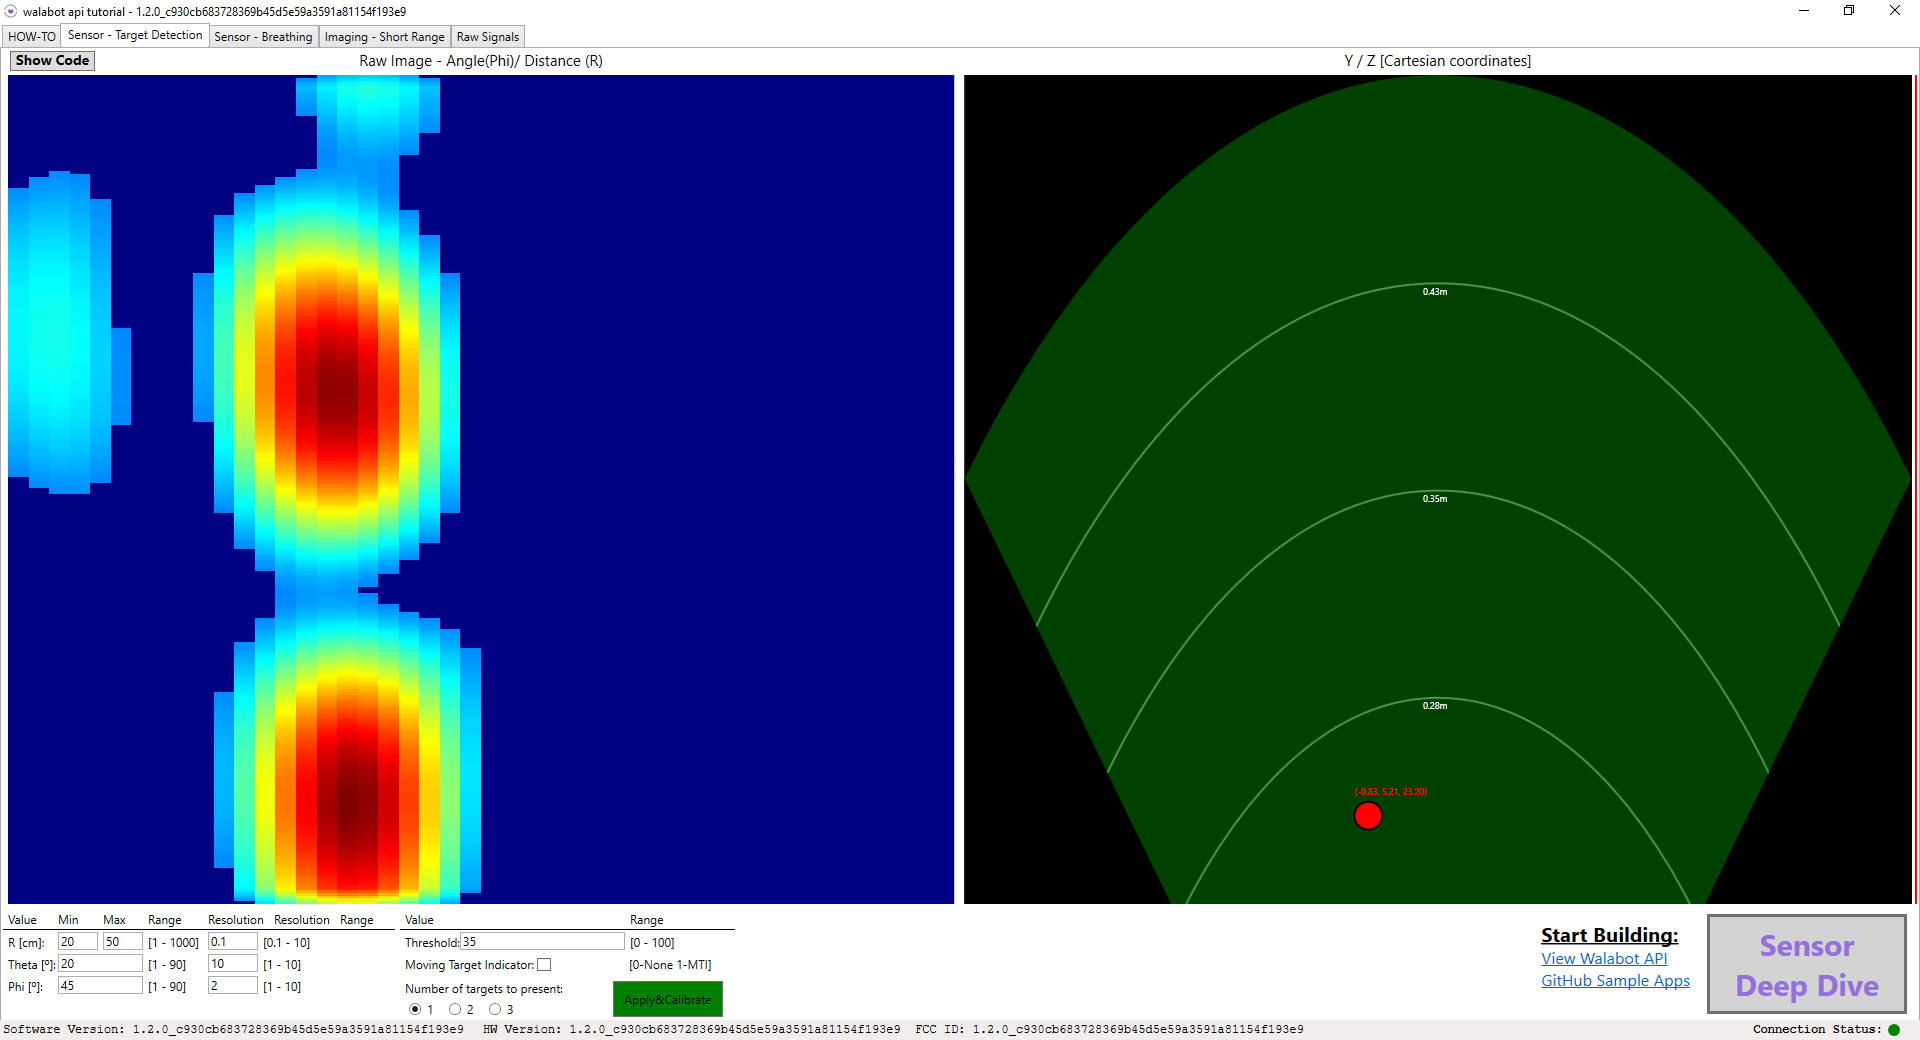 walabot api tutorial - 1.2.0_c930cb683728369b45d5e59a3591a81154f193e9
HOW-TO Sensor - Target Detection Sensor - Breathing Imaging - Short Range Raw Signals
Show Code Raw Image - Angle(Phi)/ Distance (R) Y / Z [Cartesian coordinates]
0.43m
0.35m
0.28m
(-0.83, 5.21, 23.20)
Value Min Max Range Resolution Resolution Range Value Range
R [cm]: 20 50 [1 - 1000] 0.1 [0.1 - 10] Threshold: 35 [0 - 100]
Theta [º]: 20 [1 - 90] 10 [1 - 10] Moving Target Indicator: [0-None 1-MTI]
Phi [º]: 45 [1 - 90] 2 [1 - 10] Number of targets to present:
1 2 3
Apply&Calibrate
Start Building:
View Walabot API
GitHub Sample Apps
Sensor
Deep Dive
Software Version: 1.2.0_c930cb683728369b45d5e59a3591a81154f193e9 HW Version: 1.2.0_c930cb683728369b45d5e59a3591a81154f193e9 FCC ID: 1.2.0_c930cb683728369b45d5e59a3591a81154f193e9 Connection Status: